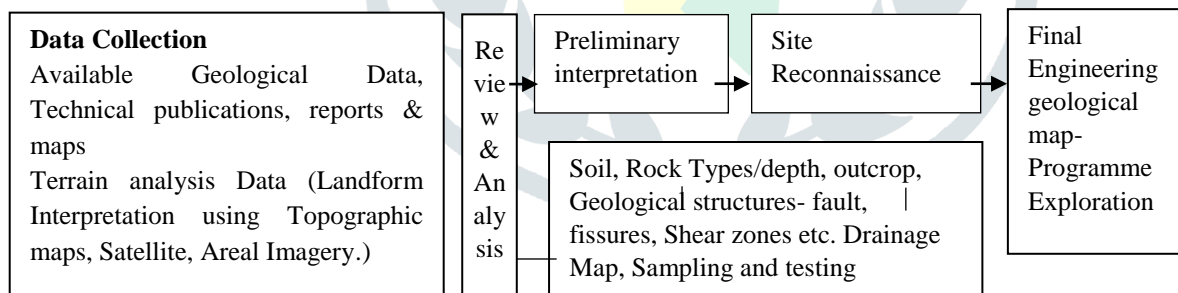 Data Collection
Available Geological Data,
Technical publications, reports &
maps
Terrain analysis Data (Landform
Interpretation using Topographic
maps, Satellite, Areal Imagery.)
Re
vie
w
&
An
aly
sis
Preliminary
interpretation
Site
Reconnaissance
Soil, Rock Types/depth, outcrop,
Geological structures- fault,
fissures, Shear zones etc. Drainage
Map, Sampling and testing
Final
Engineering
geological
map-
Programme
Exploration